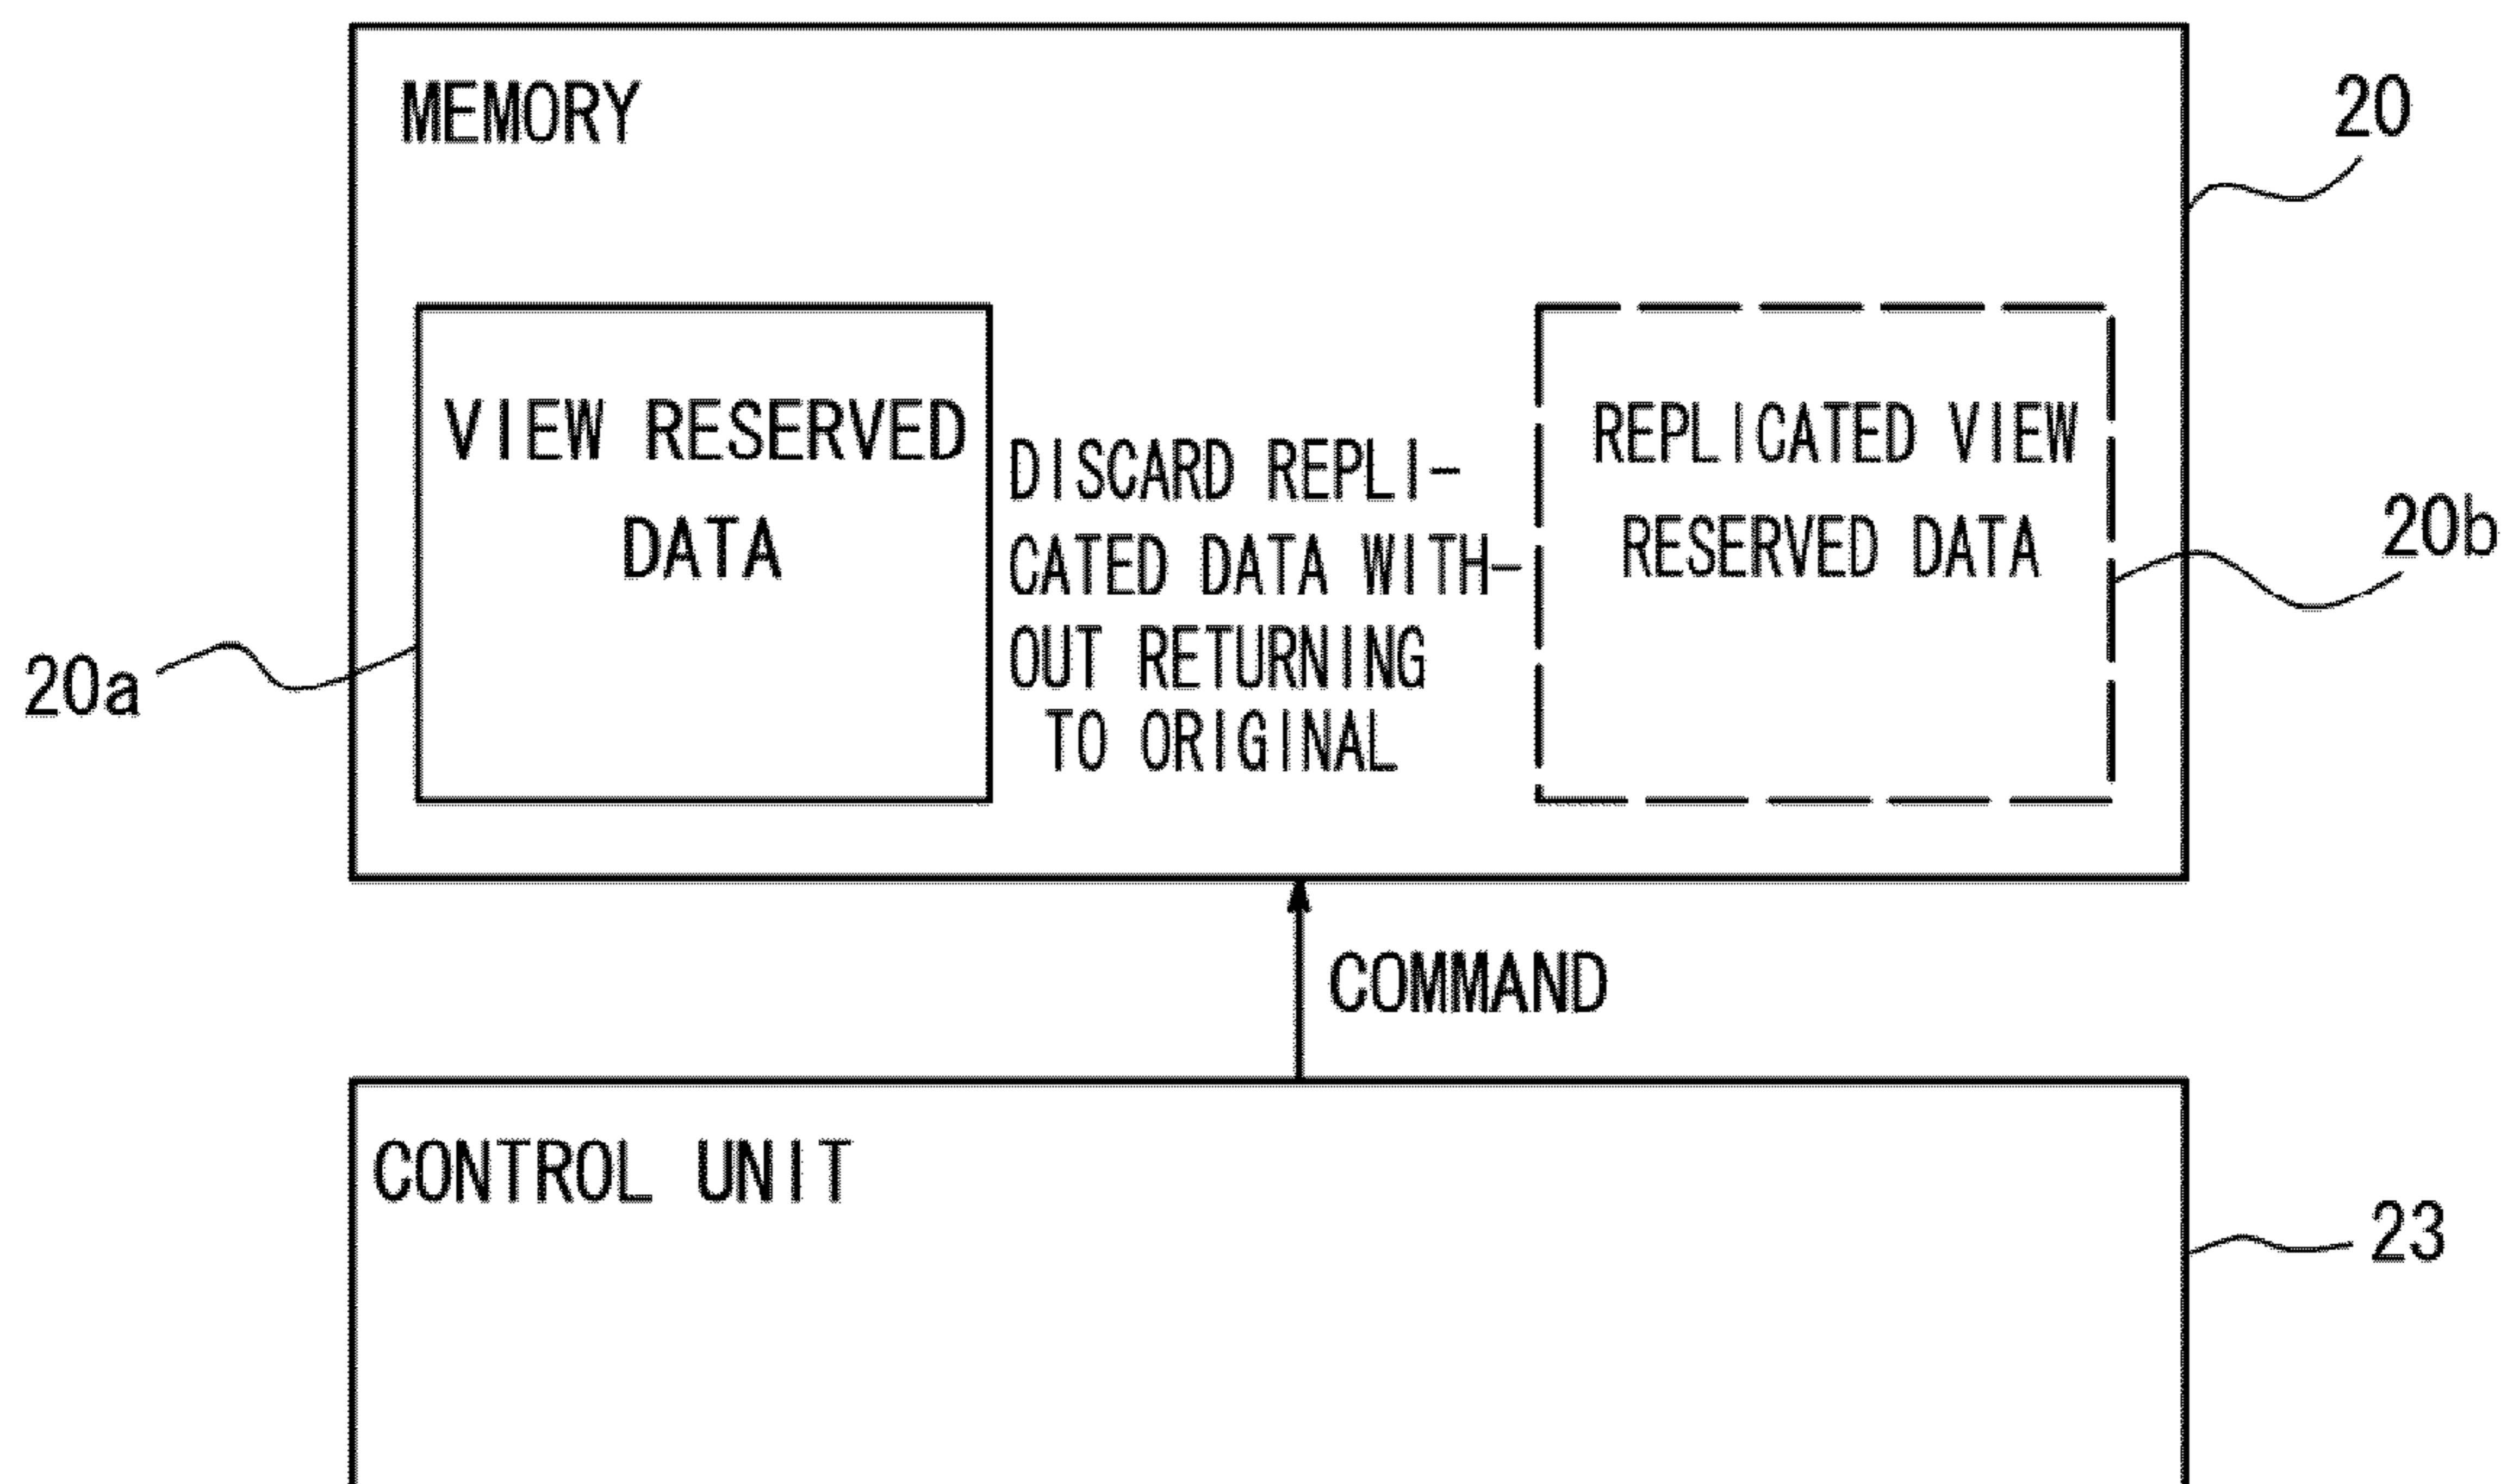 MEMORY
20
VIEW RESERVED
DATA
DISCARD REPLI-
CATED DATA WITH-
OUT RETURNING
TO ORIGINAL
REPLICATED VIEW
RESERVED DATA
20b
20a
COMMAND
CONTROL UNIT
23